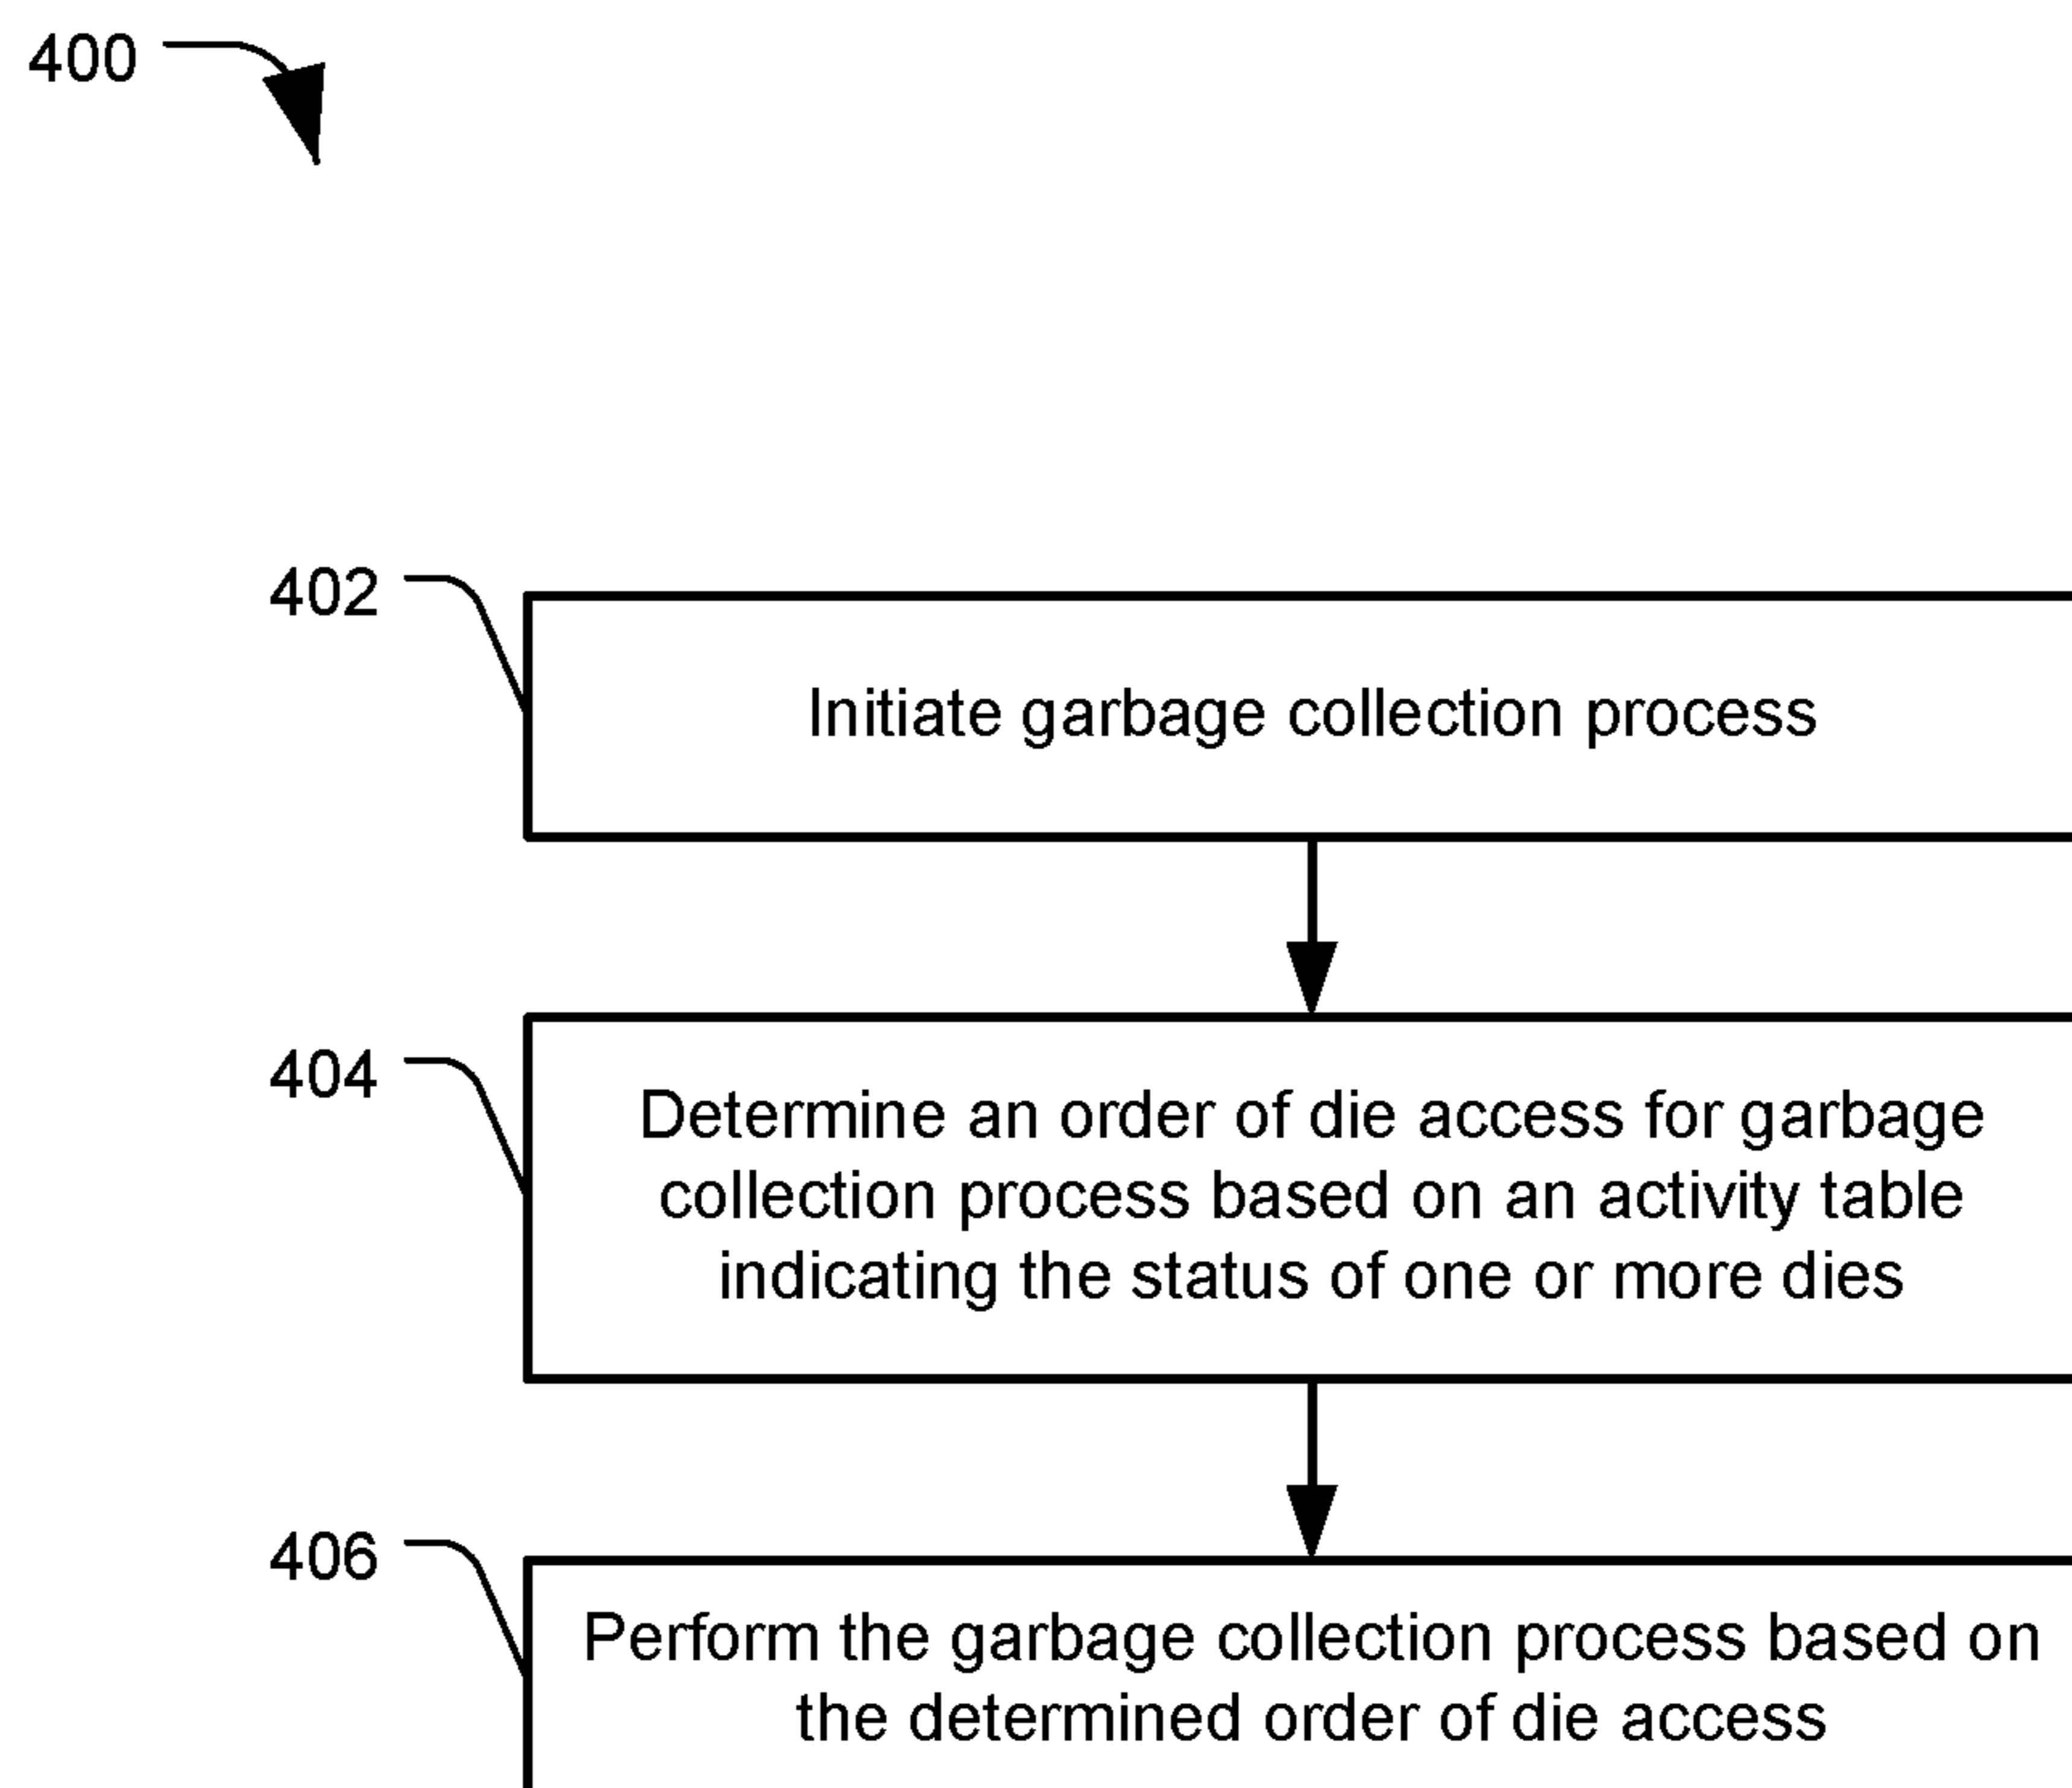 400
402
Initiate garbage collection process
404
Determine an order of die access for garbage
collection process based on an activity table
indicating the status of one or more dies
406
Perform the garbage collection process based on
the determined order of die access